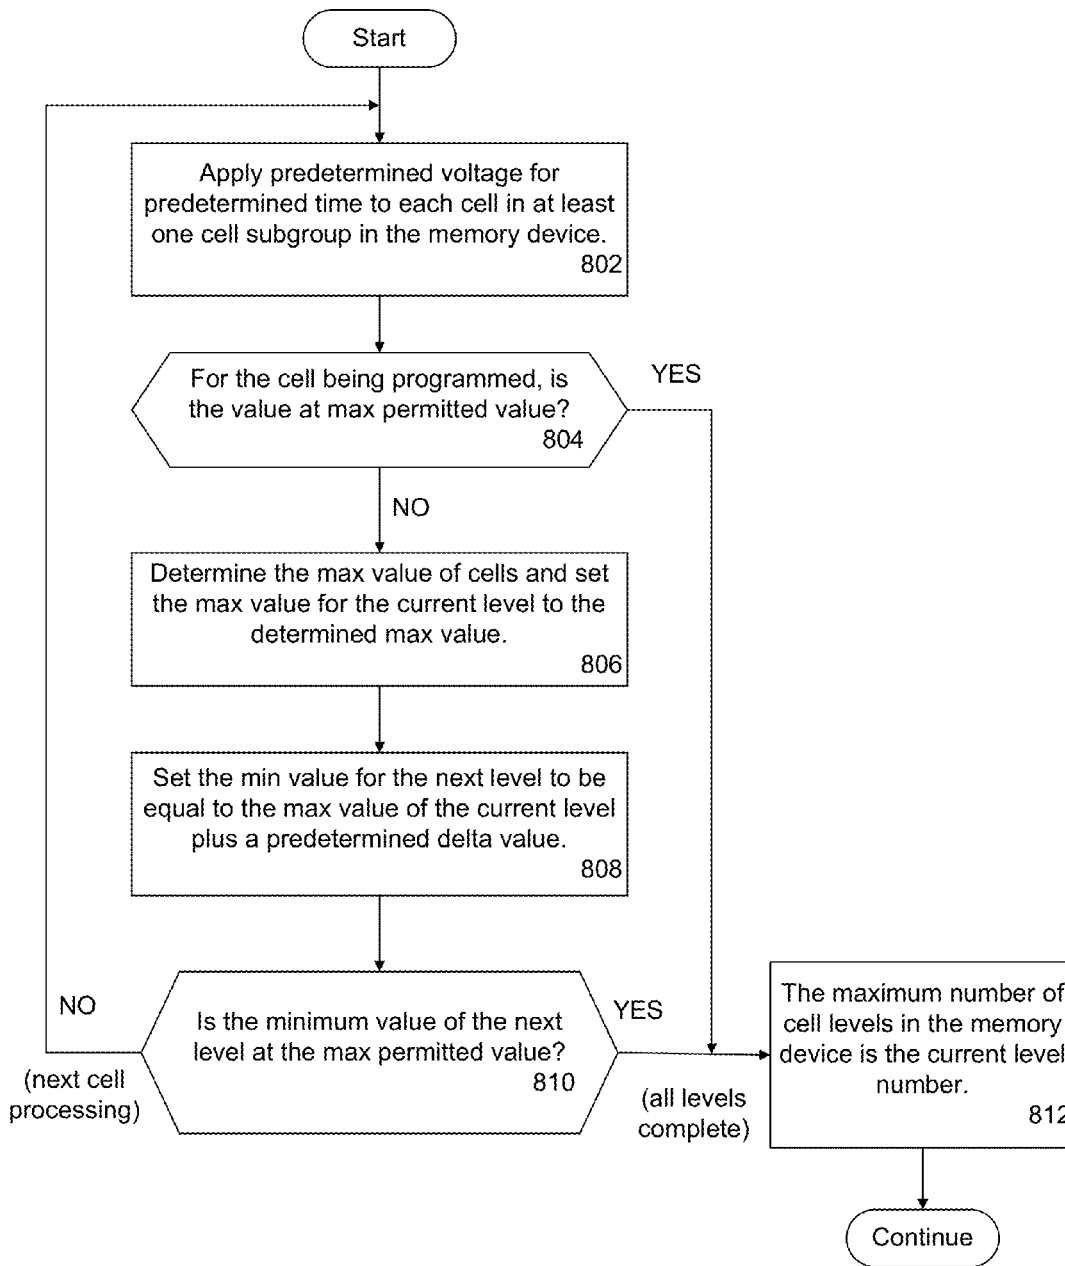 Start
Apply predetermined voltage for
predetermined time to each cell in at least
one cell subgroup in the memory device.
802
For the cell being programmed, is
the value at max permitted value?
804
YES
NO
Determine the max value of cells and set
the max value for the current level to the
determined max value.
806
Set the min value for the next level to be
equal to the max value of the current level
plus a predetermined delta value.
808
Is the minimum value of the next
level at the max permitted value?
810
NO
(next cell
processing)
YES
(all levels
complete)
The maximum number of
cell levels in the memory
device is the current level
number.
812
Continue